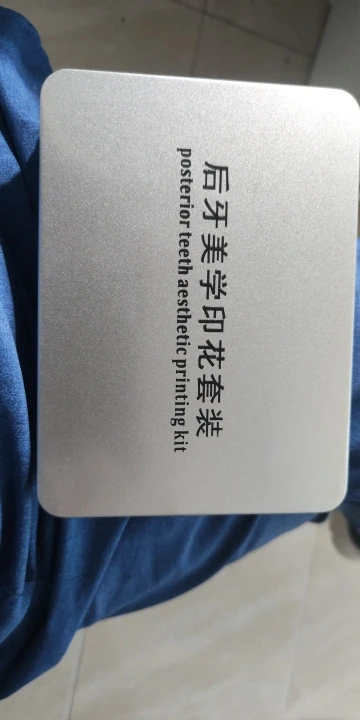 后牙美学印花套装
posterior teeth aesthetic printing kit